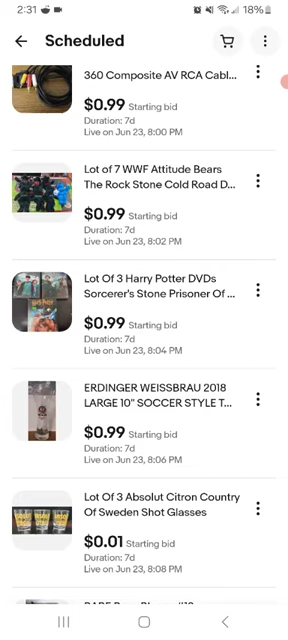 2:31
18%
Scheduled
360 Composite AV RCA Cabl...
$0.99 Starting bid
Duration: 7d
Live on Jun 23, 8:00 PM
Lot of 7 WWF Attitude Bears
The Rock Stone Cold Road D...
$0.99 Starting bid
Duration: 7d
Live on Jun 23, 8:02 PM
Lot Of 3 Harry Potter DVDs
Sorcerer's Stone Prisoner Of ...
$0.99 Starting bid
Duration: 7d
Live on Jun 23, 8:04 PM
ERDINGER WEISSBRAU 2018
LARGE 10" SOCCER STYLE T...
$0.99 Starting bid
Duration: 7d
Live on Jun 23, 8:06 PM
Lot Of 3 Absolut Citron Country
Of Sweden Shot Glasses
$0.01 Starting bid
Duration: 7d
Live on Jun 23, 8:08 PM